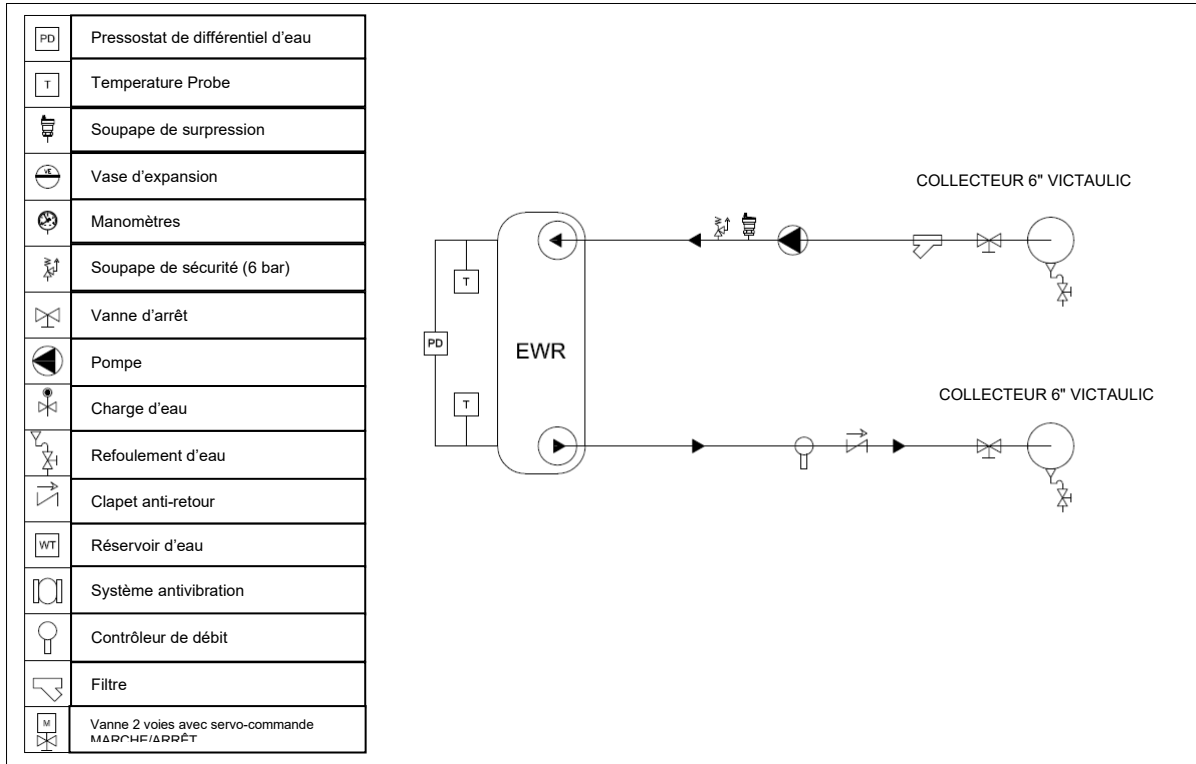 PD Pressostat de différentiel d'eau
T Temperature Probe
Soupape de surpression
VE Vase d'expansion
Manomètres
Soupape de sécurité (6 bar)
Vanne d'arrêt
Pompe
Charge d'eau
Refoulement d'eau
Clapet anti-retour
WT Réservoir d'eau
Système antivibration
Contrôleur de débit
Filtre
M Vanne 2 voies avec servo-commande
MARCHE/ARRÊT
COLLECTEUR 6" VICTAULIC
T
PD
EWR
T
COLLECTEUR 6" VICTAULIC